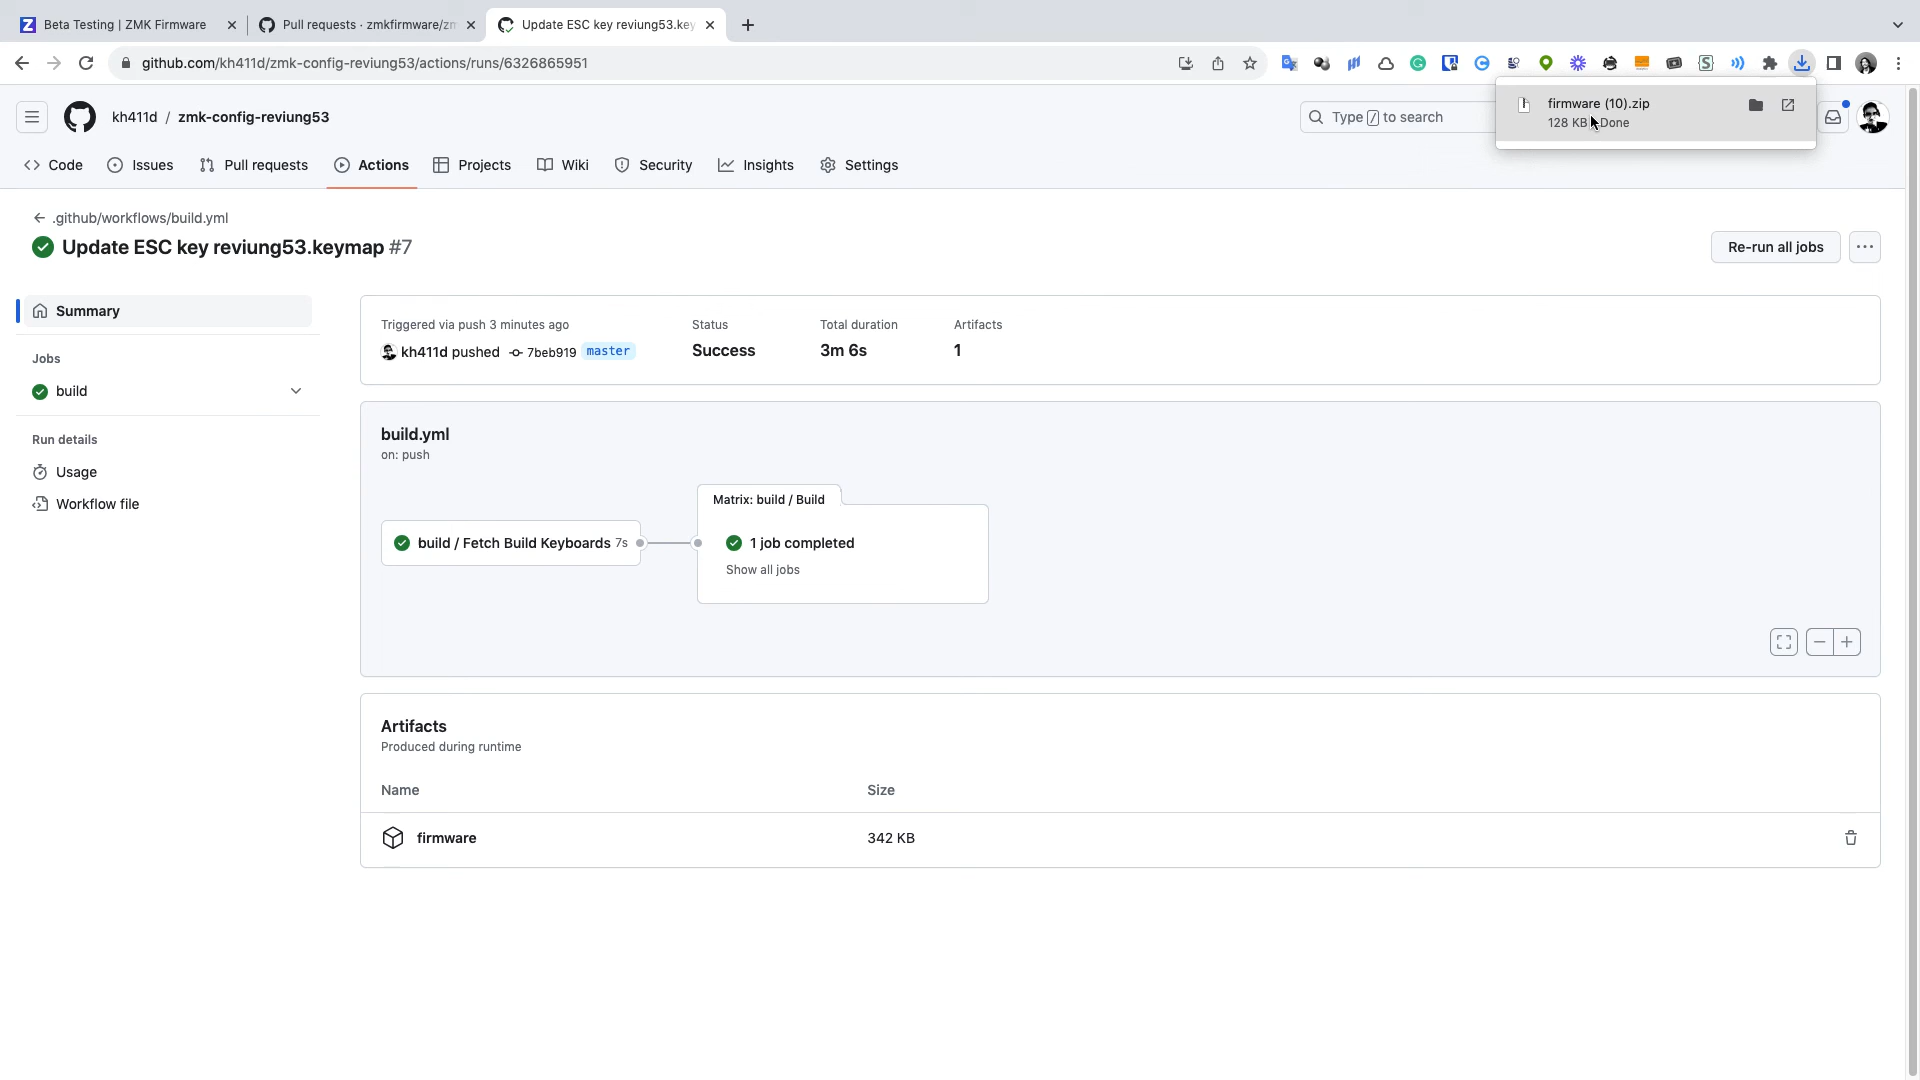 Beta Testing | ZMK Firmware
Pull requests · zmkfirmware/zm
Update ESC key reviung53.key
github.com/kh411d/zmk-config-reviung53/actions/runs/6326865951
firmware (10).zip
128 KB Done
kh411d / zmk-config-reviung53
Type / to search
Code
Issues
Pull requests
Actions
Projects
Wiki
Security
Insights
Settings
.github/workflows/build.yml
Update ESC key reviung53.keymap #7
Re-run all jobs
Summary
Jobs
build
Run details
Usage
Workflow file
Triggered via push 3 minutes ago
kh411d pushed 7beb919 master
Status
Success
Total duration
3m 6s
Artifacts
1
build.yml
on: push
build / Fetch Build Keyboards 7s
Matrix: build / Build
1 job completed
Show all jobs
Artifacts
Produced during runtime
Name Size
firmware 342 KB